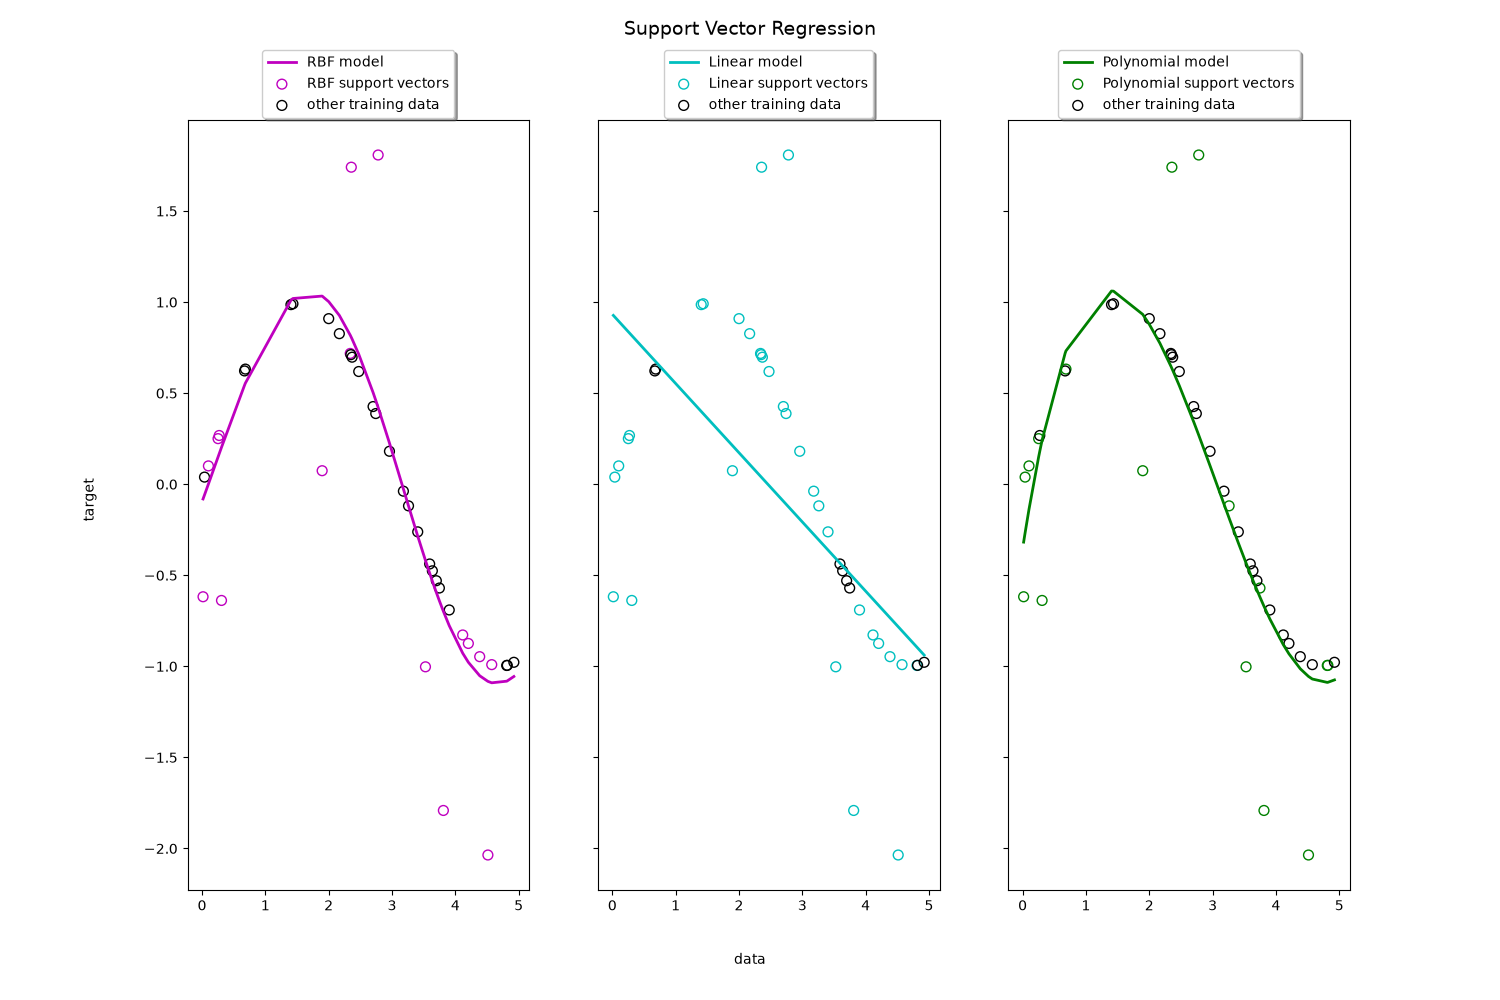 Support Vector Regression
RBF model
RBF support vectors
other training data
Linear model
Linear support vectors
other training data
Polynomial model
Polynomial support vectors
other training data
target
1.5
1.0
0.5
0.0
−0.5
−1.0
−1.5
−2.0
0 1 2 3 4 5
0 1 2 3 4 5
0 1 2 3 4 5
data